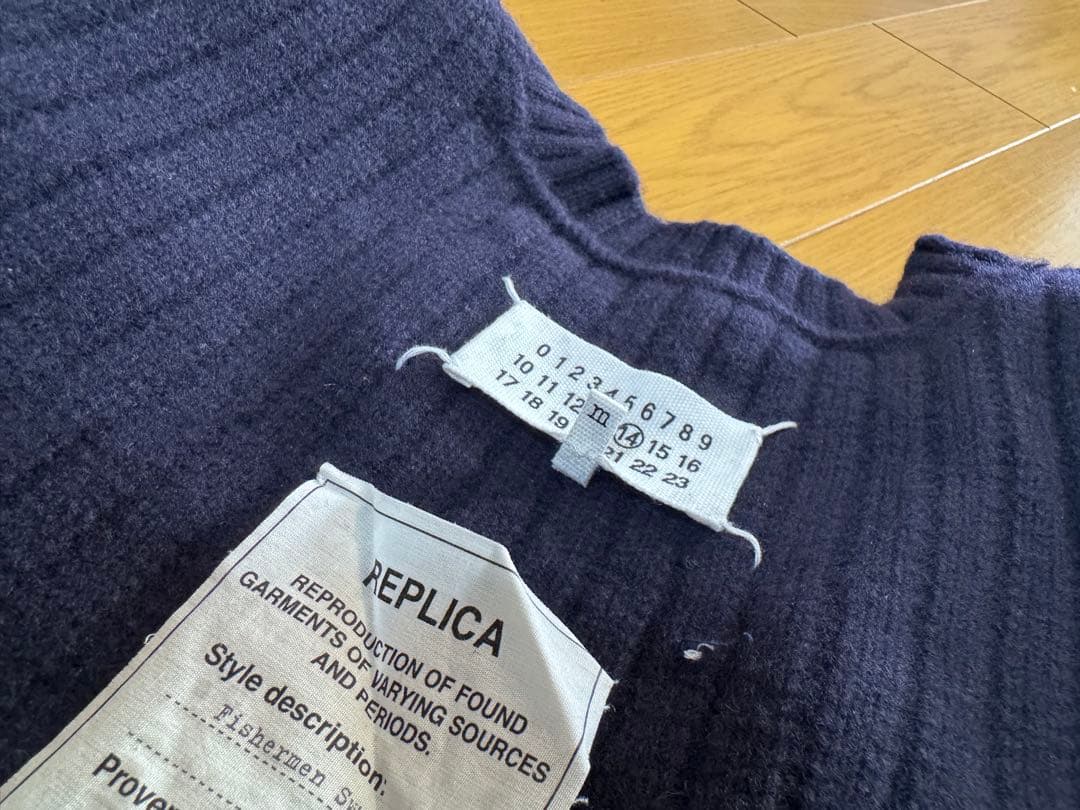 0 1 2 3 4 5 6 7 8 9
10 11 12 14 15 16
17 18 19 21 22 23
m
REPLICA
REPRODUCTION OF FOUND
GARMENTS OF VARYING SOURCES
AND PERIODS.
Style description:
Fishermen